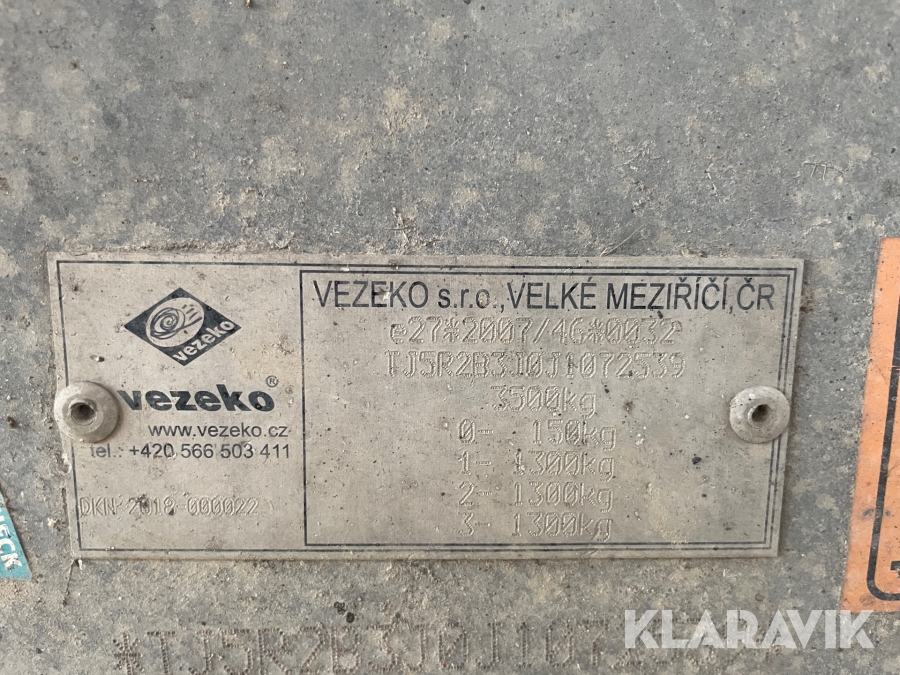 vezeko
vezeko®
www.vezeko.cz
tel.: +420 566 503 411
DKN 2018-000022
VEZEKO s.r.o.,VELKÉ MEZIŘÍČÍ,ČR
e27*2007/46*0032
TJ5R2B3J0J1072539
3500kg
0- 150kg
1- 1300kg
2- 1300kg
3- 1300kg
*TJ5R2B3J0J107
KLARAVIK